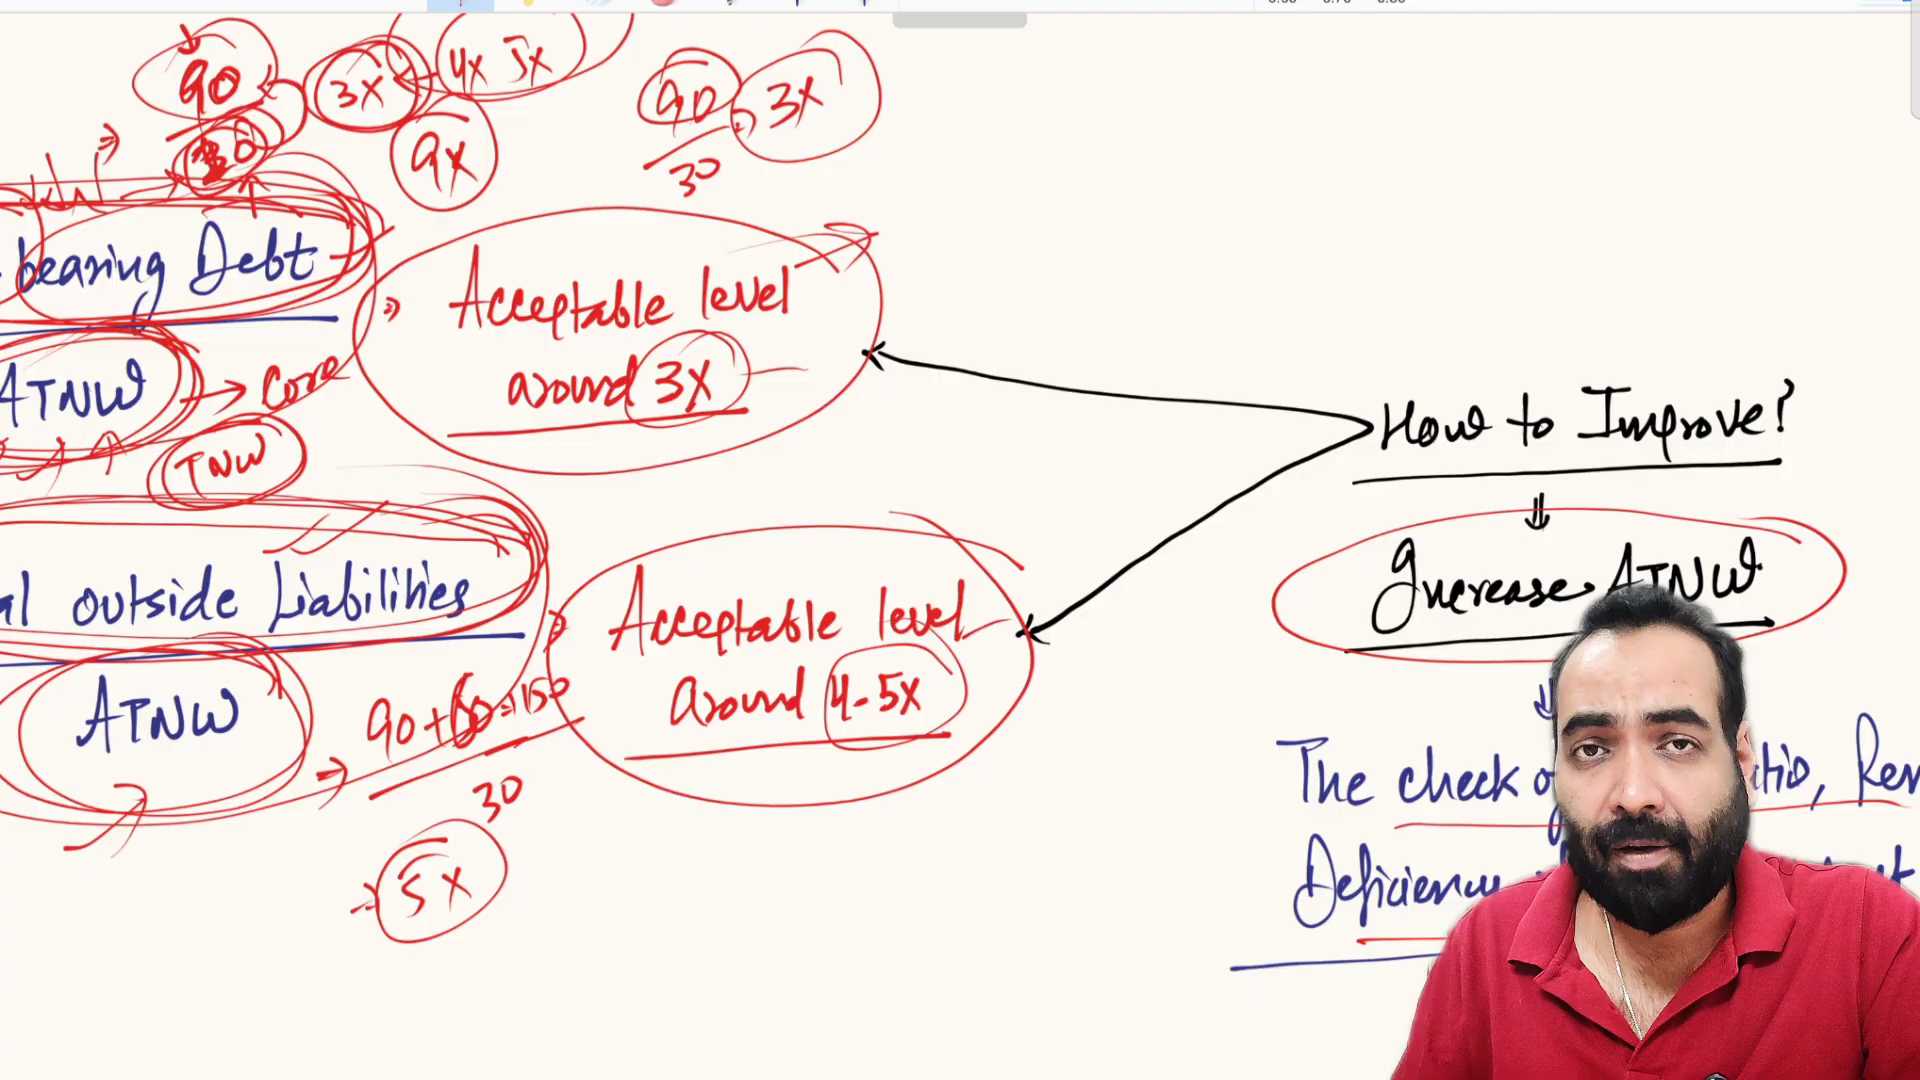 90
3X
4X 5X
9X
90
30
3X
bearing Debt
ATNW
Core
TNW
Acceptable level
around 3X
How to Improve?
Increase ATNW
al outside Liabilities
ATNW
90+60=150
30
5X
Acceptable level
Around 4-5X
The check